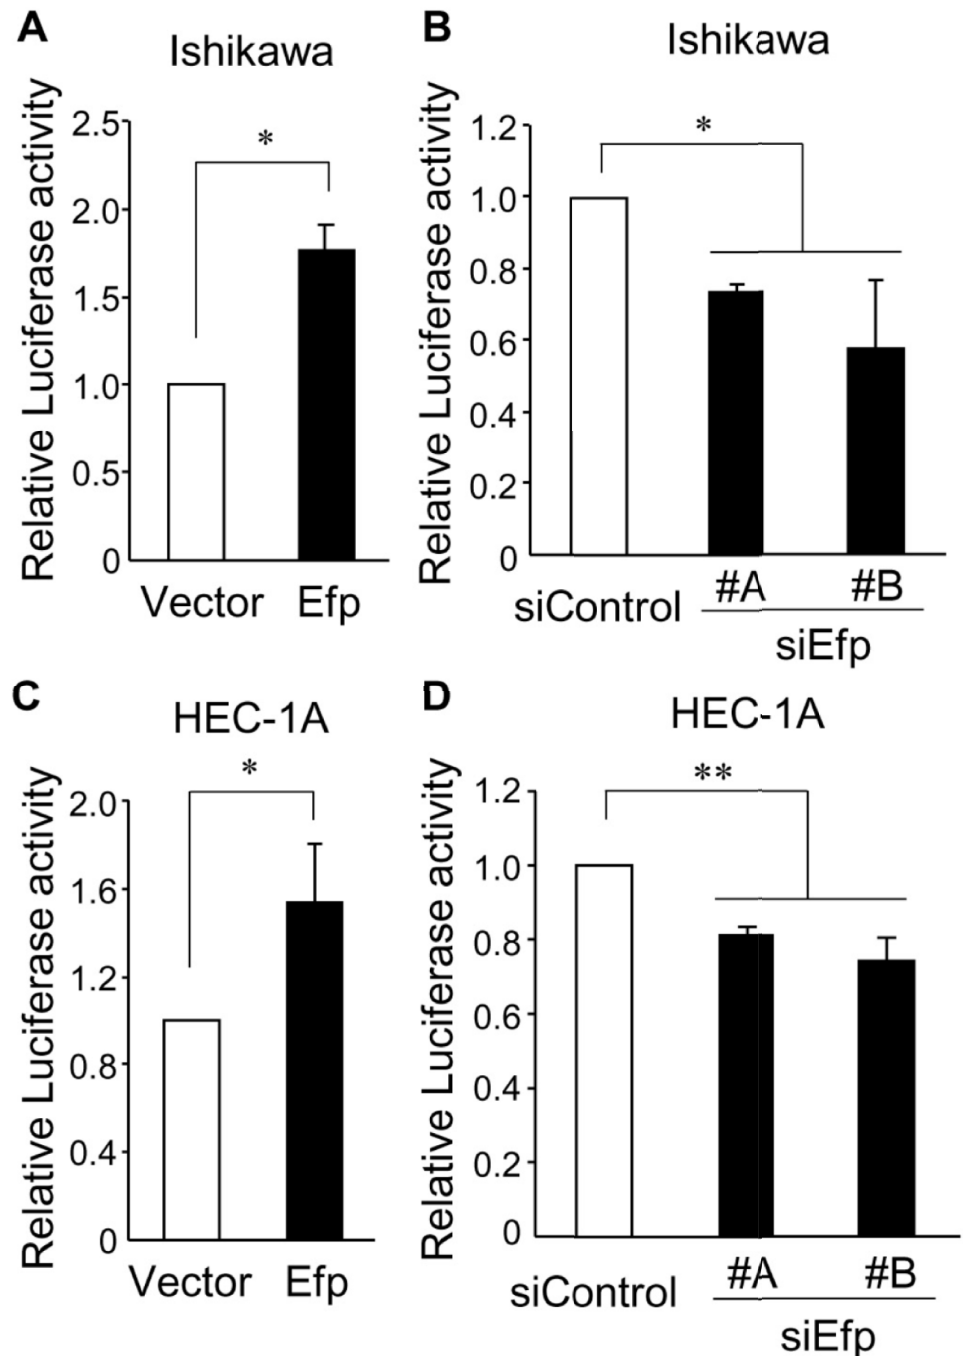 A
Ishikawa
Relative Luciferase activity
2.5
*
2.0
1.5
1.0
0.5
0
Vector Efp
B
Ishikawa
Relative Luciferase activity
1.2
*
1.0
0.8
0.6
0.4
0.2
0
siControl #A #B
siEfp
C
HEC-1A
Relative Luciferase activity
*
2.0
1.6
1.2
0.8
0.4
0
Vector Efp
D
HEC-1A
Relative Luciferase activity
**
1.2
1.0
0.8
0.6
0.4
0.2
0
siControl #A #B
siEfp